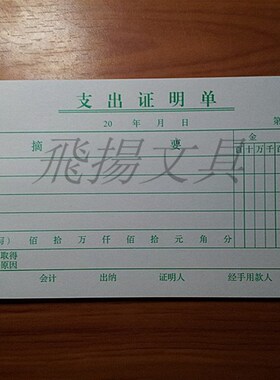 支出证明单
20 年 月 日 第
摘 要 金
百十万千
飛揚文具
) 佰 拾 万 仟 佰 拾 元 角 分
取得
原因
会计 出纳 证明人 经手用款人